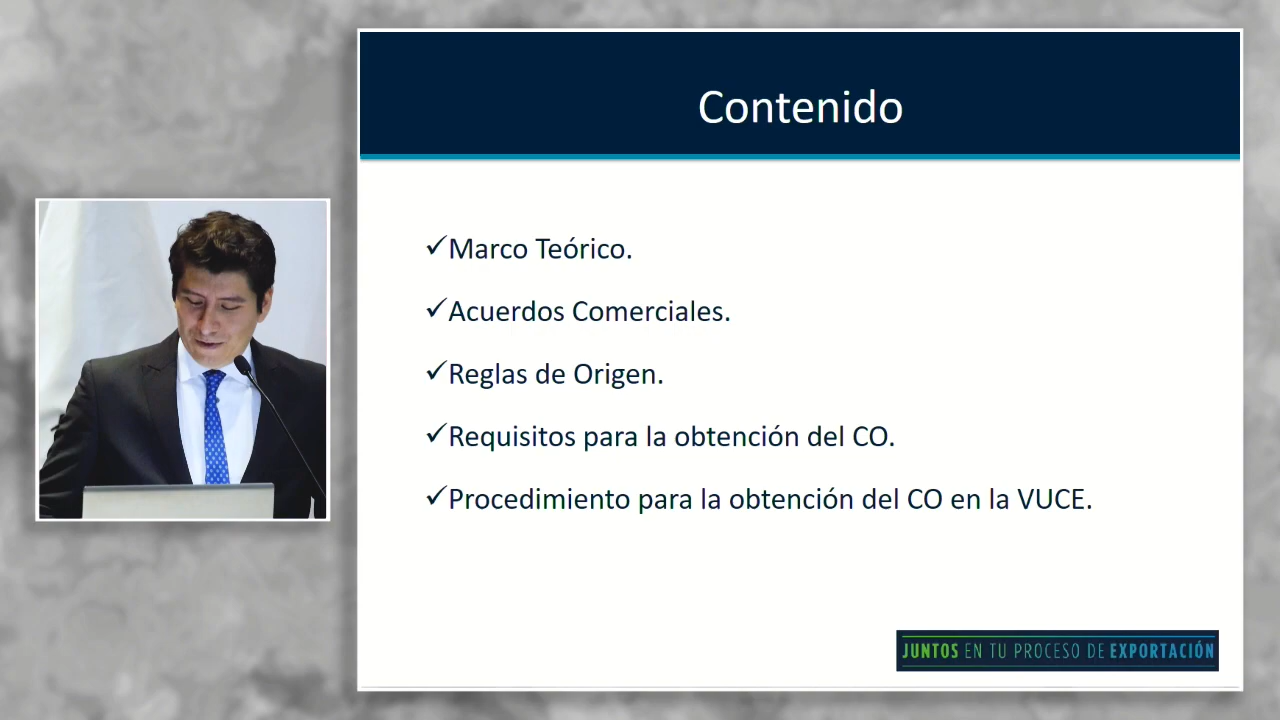 Contenido
✓Marco Teórico.
✓Acuerdos Comerciales.
✓Reglas de Origen.
✓Requisitos para la obtención del CO.
✓Procedimiento para la obtención del CO en la VUCE.
JUNTOS EN TU PROCESO DE EXPORTACIÓN